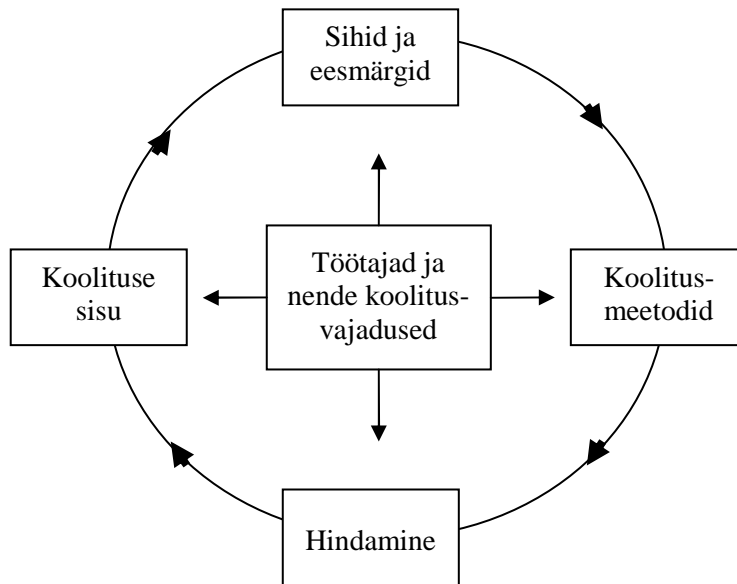 Sihid ja
eesmärgid
Koolituse
sisu
Töötajad ja
nende koolitus-
vajadused
Koolitus-
meetodid
Hindamine